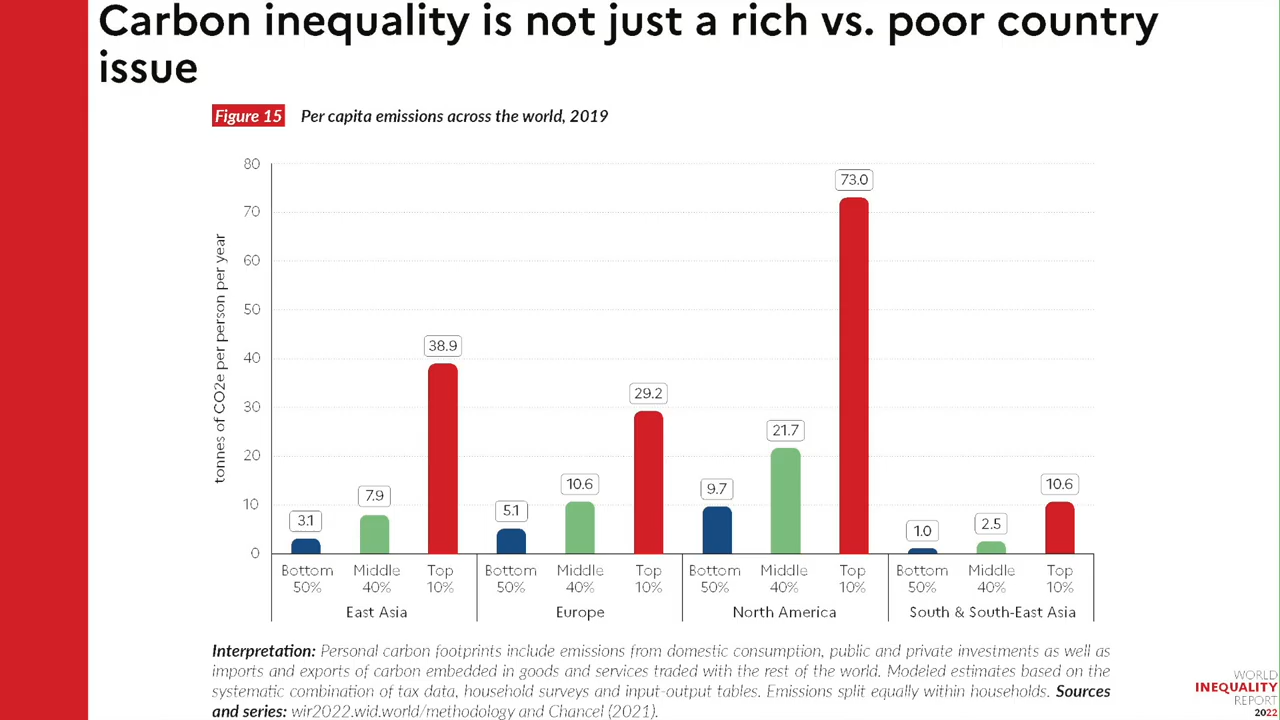 Carbon inequality is not just a rich vs. poor country
issue
Figure 15 Per capita emissions across the world, 2019
tonnes of CO2e per person per year
80
70
60
50
40
30
20
10
0
3.1
7.9
38.9
5.1
10.6
29.2
9.7
21.7
73.0
1.0
2.5
10.6
Bottom 50%
Middle 40%
Top 10%
Bottom 50%
Middle 40%
Top 10%
Bottom 50%
Middle 40%
Top 10%
Bottom 50%
Middle 40%
Top 10%
East Asia
Europe
North America
South & South-East Asia
Interpretation: Personal carbon footprints include emissions from domestic consumption, public and private investments as well as
imports and exports of carbon embedded in goods and services traded with the rest of the world. Modeled estimates based on the
systematic combination of tax data, household surveys and input-output tables. Emissions split equally within households. Sources
and series: wir2022.wid.world/methodology and Chancel (2021).
WORLD
INEQUALITY
REPORT
2022